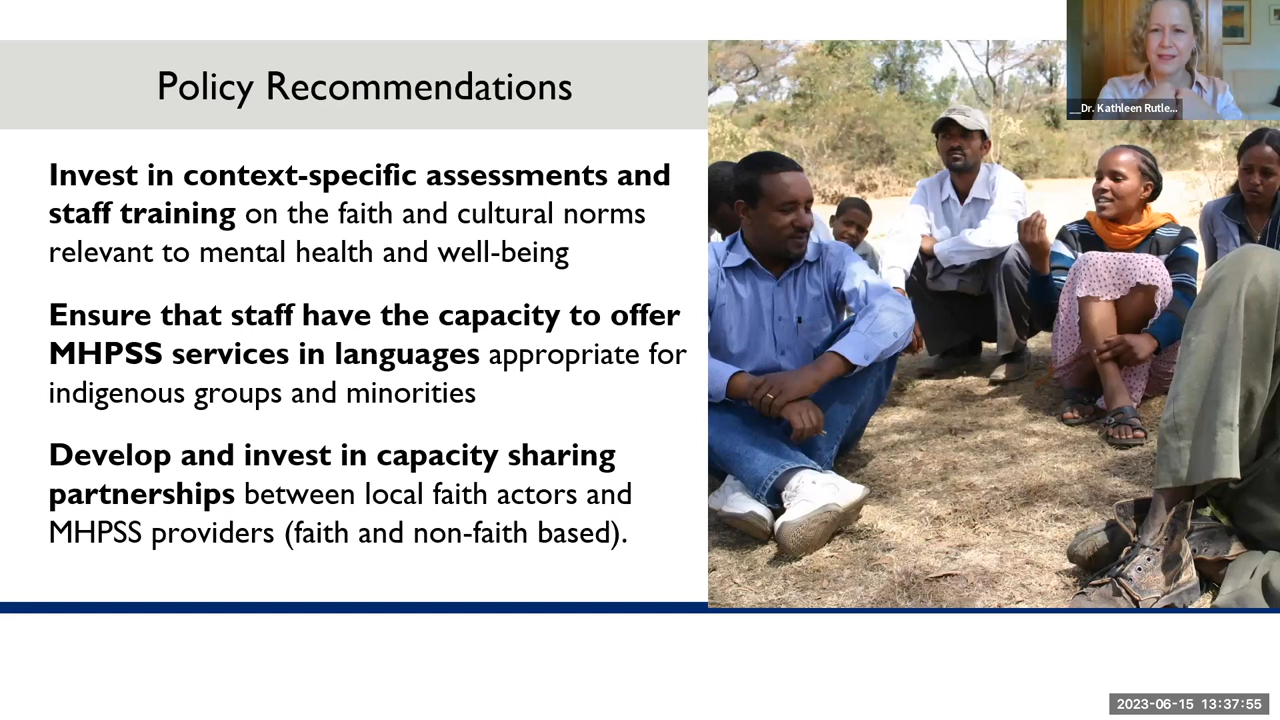 Policy Recommendations
Invest in context-specific assessments and
staff training on the faith and cultural norms
relevant to mental health and well-being
Ensure that staff have the capacity to offer
MHPSS services in languages appropriate for
indigenous groups and minorities
Develop and invest in capacity sharing
partnerships between local faith actors and
MHPSS providers (faith and non-faith based).
__Dr. Kathleen Rutle...
2023-06-15 13:37:55